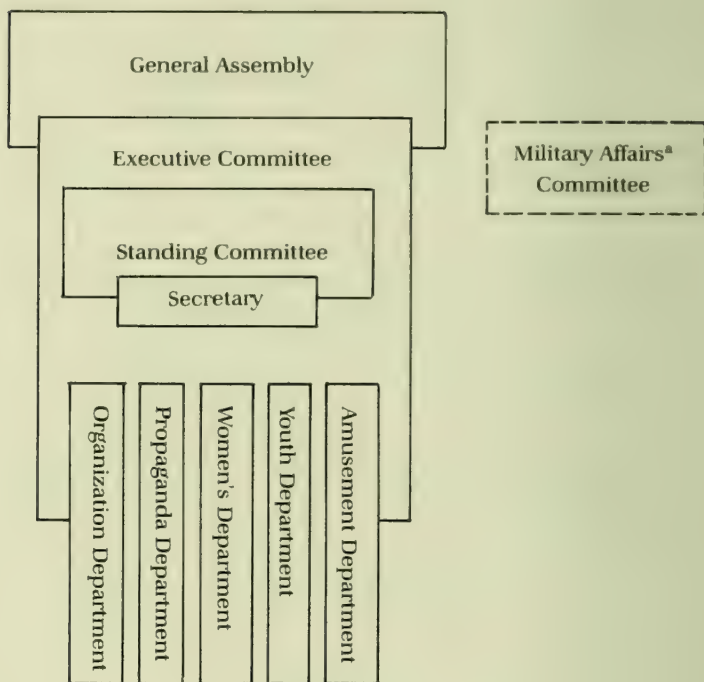 General Assembly
Executive Committee
Military Affairsᵃ
Committee
Standing Committee
Secretary
Organization Department
Propaganda Department
Women's Department
Youth Department
Amusement Department